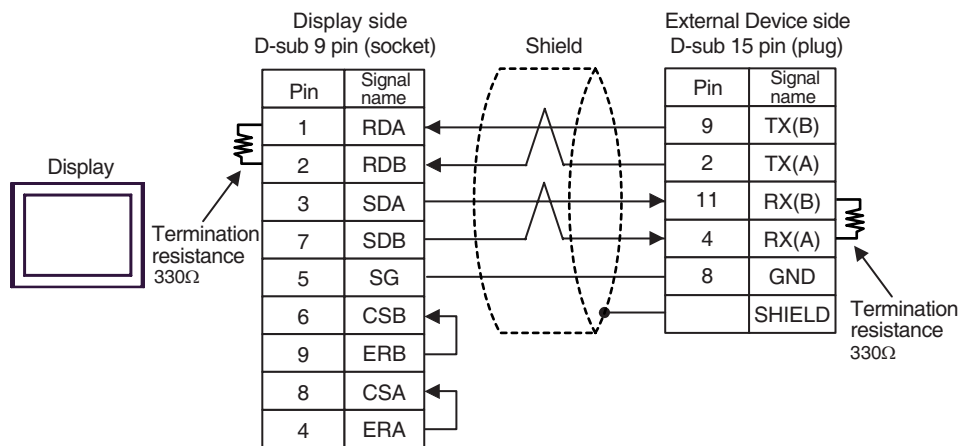 Display side
D-sub 9 pin (socket)
Shield
External Device side
D-sub 15 pin (plug)
Pin Signal name
1 RDA
2 RDB
3 SDA
7 SDB
5 SG
6 CSB
9 ERB
8 CSA
4 ERA
Pin Signal name
9 TX(B)
2 TX(A)
11 RX(B)
4 RX(A)
8 GND
SHIELD
Display
Termination
resistance
330Ω
Termination
resistance
330Ω